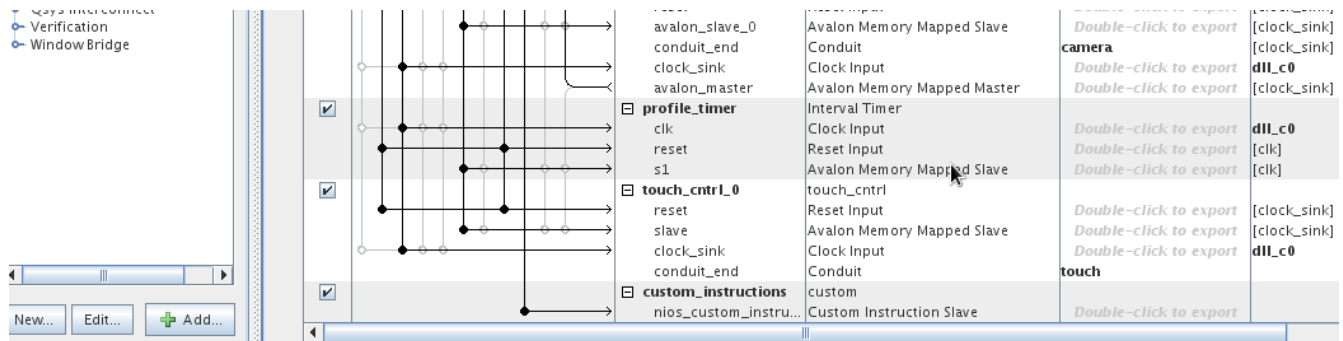 Qsys Interconnect
Verification
Window Bridge
New... Edit... Add...
avalon_slave_0 Avalon Memory Mapped Slave Double-click to export [clock_sink]
conduit_end Conduit camera [clock_sink]
clock_sink Clock Input Double-click to export dll_c0
avalon_master Avalon Memory Mapped Master Double-click to export [clock_sink]
profile_timer Interval Timer
clk Clock Input Double-click to export dll_c0
reset Reset Input Double-click to export [clk]
s1 Avalon Memory Mapped Slave Double-click to export [clk]
touch_cntrl_0 touch_cntrl
reset Reset Input Double-click to export [clock_sink]
slave Avalon Memory Mapped Slave Double-click to export [clock_sink]
clock_sink Clock Input Double-click to export dll_c0
conduit_end Conduit touch
custom_instructions custom
nios_custom_instru... Custom Instruction Slave Double-click to export